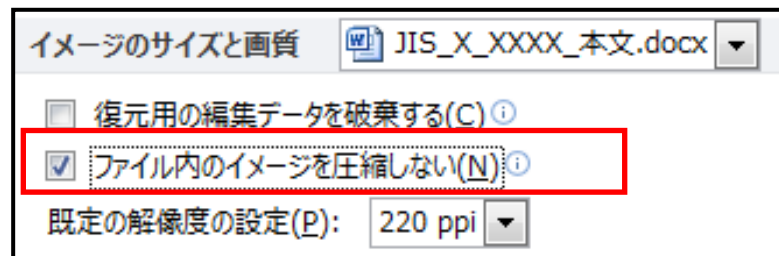 イメージのサイズと画質 JIS_X_XXXX_本文.docx
復元用の編集データを破棄する(C)
ファイル内のイメージを圧縮しない(N)
既定の解像度の設定(P): 220 ppi